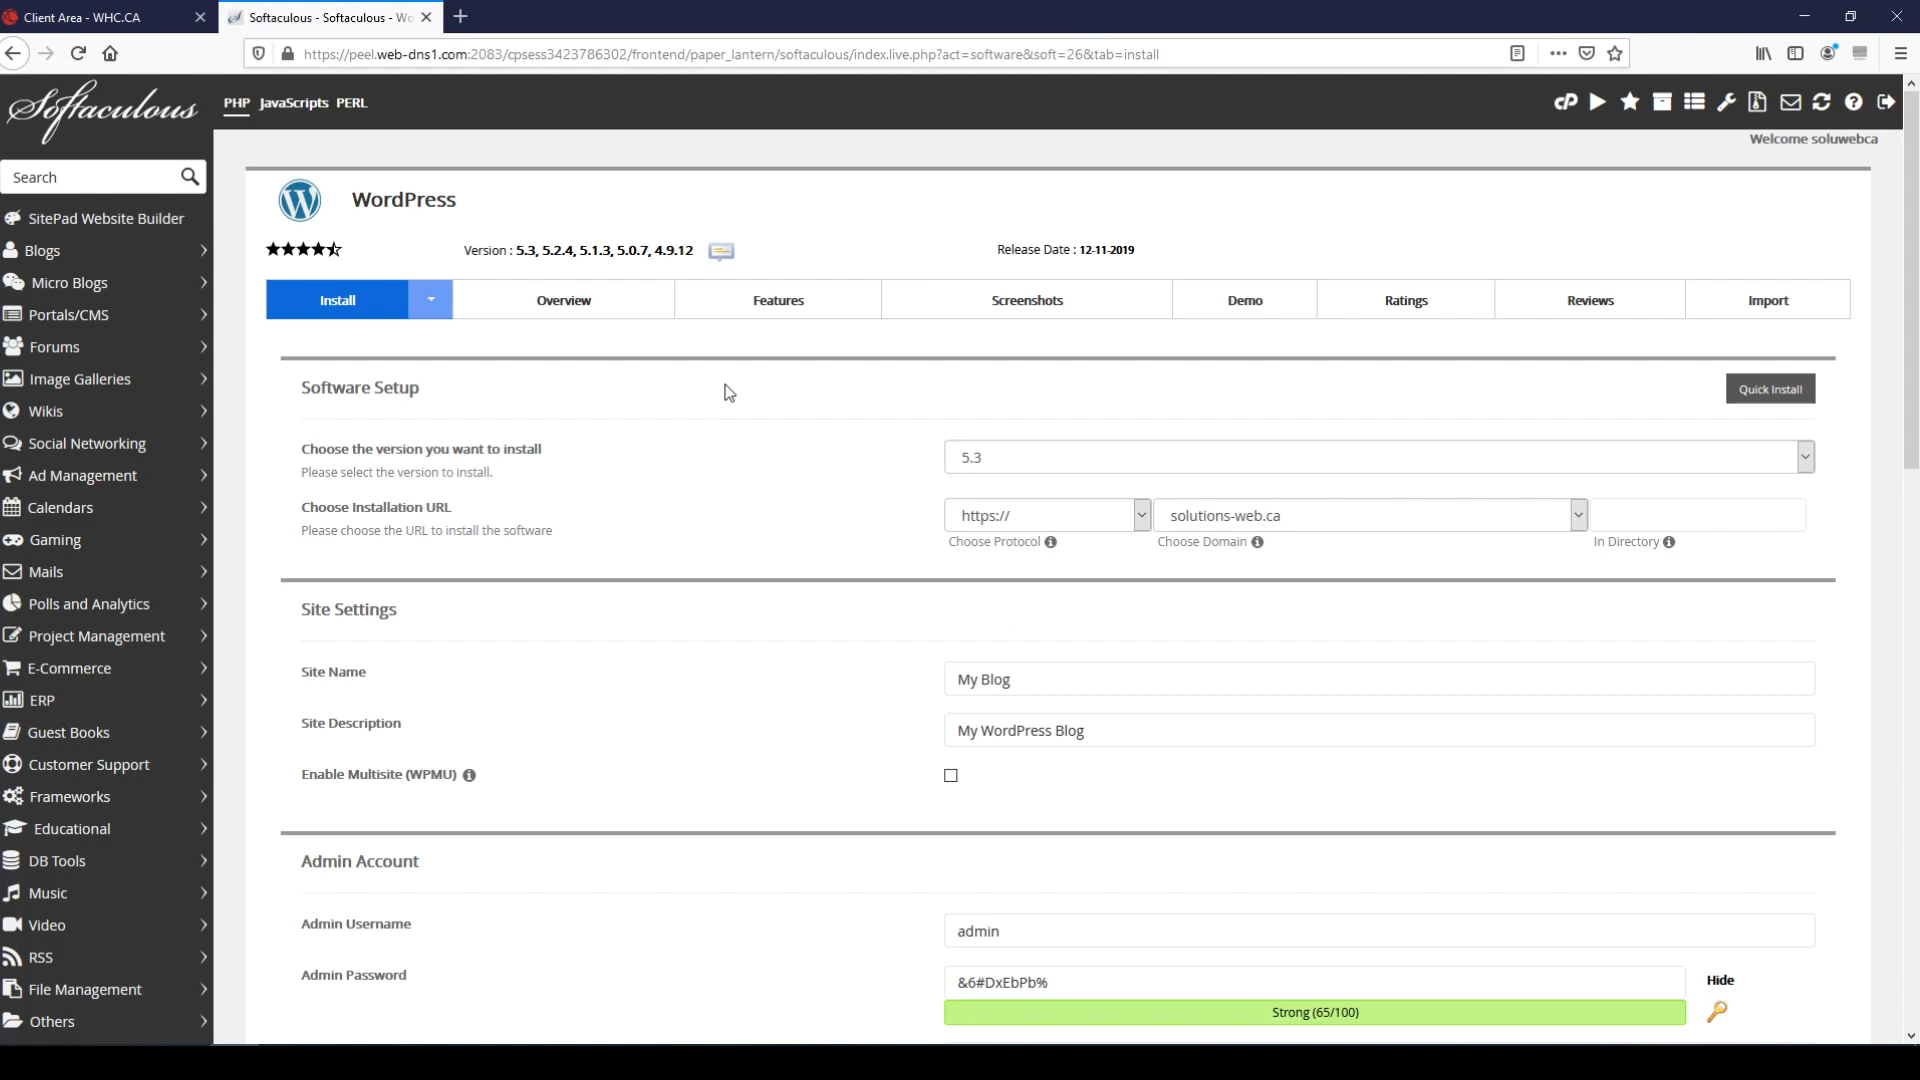 Client Area - WHC.CA
Softaculous - Softaculous - Wo
https://peel.web-dns1.com:2083/cpsess3423786302/frontend/paper_lantern/softaculous/index.live.php?act=software&soft=26&tab=install
Softaculous
PHP JavaScripts PERL
cP
Welcome soluwebca
Search
SitePad Website Builder
Blogs
Micro Blogs
Portals/CMS
Forums
Image Galleries
Wikis
Social Networking
Ad Management
Calendars
Gaming
Mails
Polls and Analytics
Project Management
E-Commerce
ERP
Guest Books
Customer Support
Frameworks
Educational
DB Tools
Music
Video
RSS
File Management
Others
WordPress
Version : 5.3, 5.2.4, 5.1.3, 5.0.7, 4.9.12
Release Date : 12-11-2019
Install Overview Features Screenshots Demo Ratings Reviews Import
Software Setup
Quick Install
Choose the version you want to install
Please select the version to install.
5.3
Choose Installation URL
Please choose the URL to install the software
https:// solutions-web.ca
Choose Protocol Choose Domain In Directory
Site Settings
Site Name
My Blog
Site Description
My WordPress Blog
Enable Multisite (WPMU)
Admin Account
Admin Username
admin
Admin Password
&6#DxEbPb%
Hide
Strong (65/100)